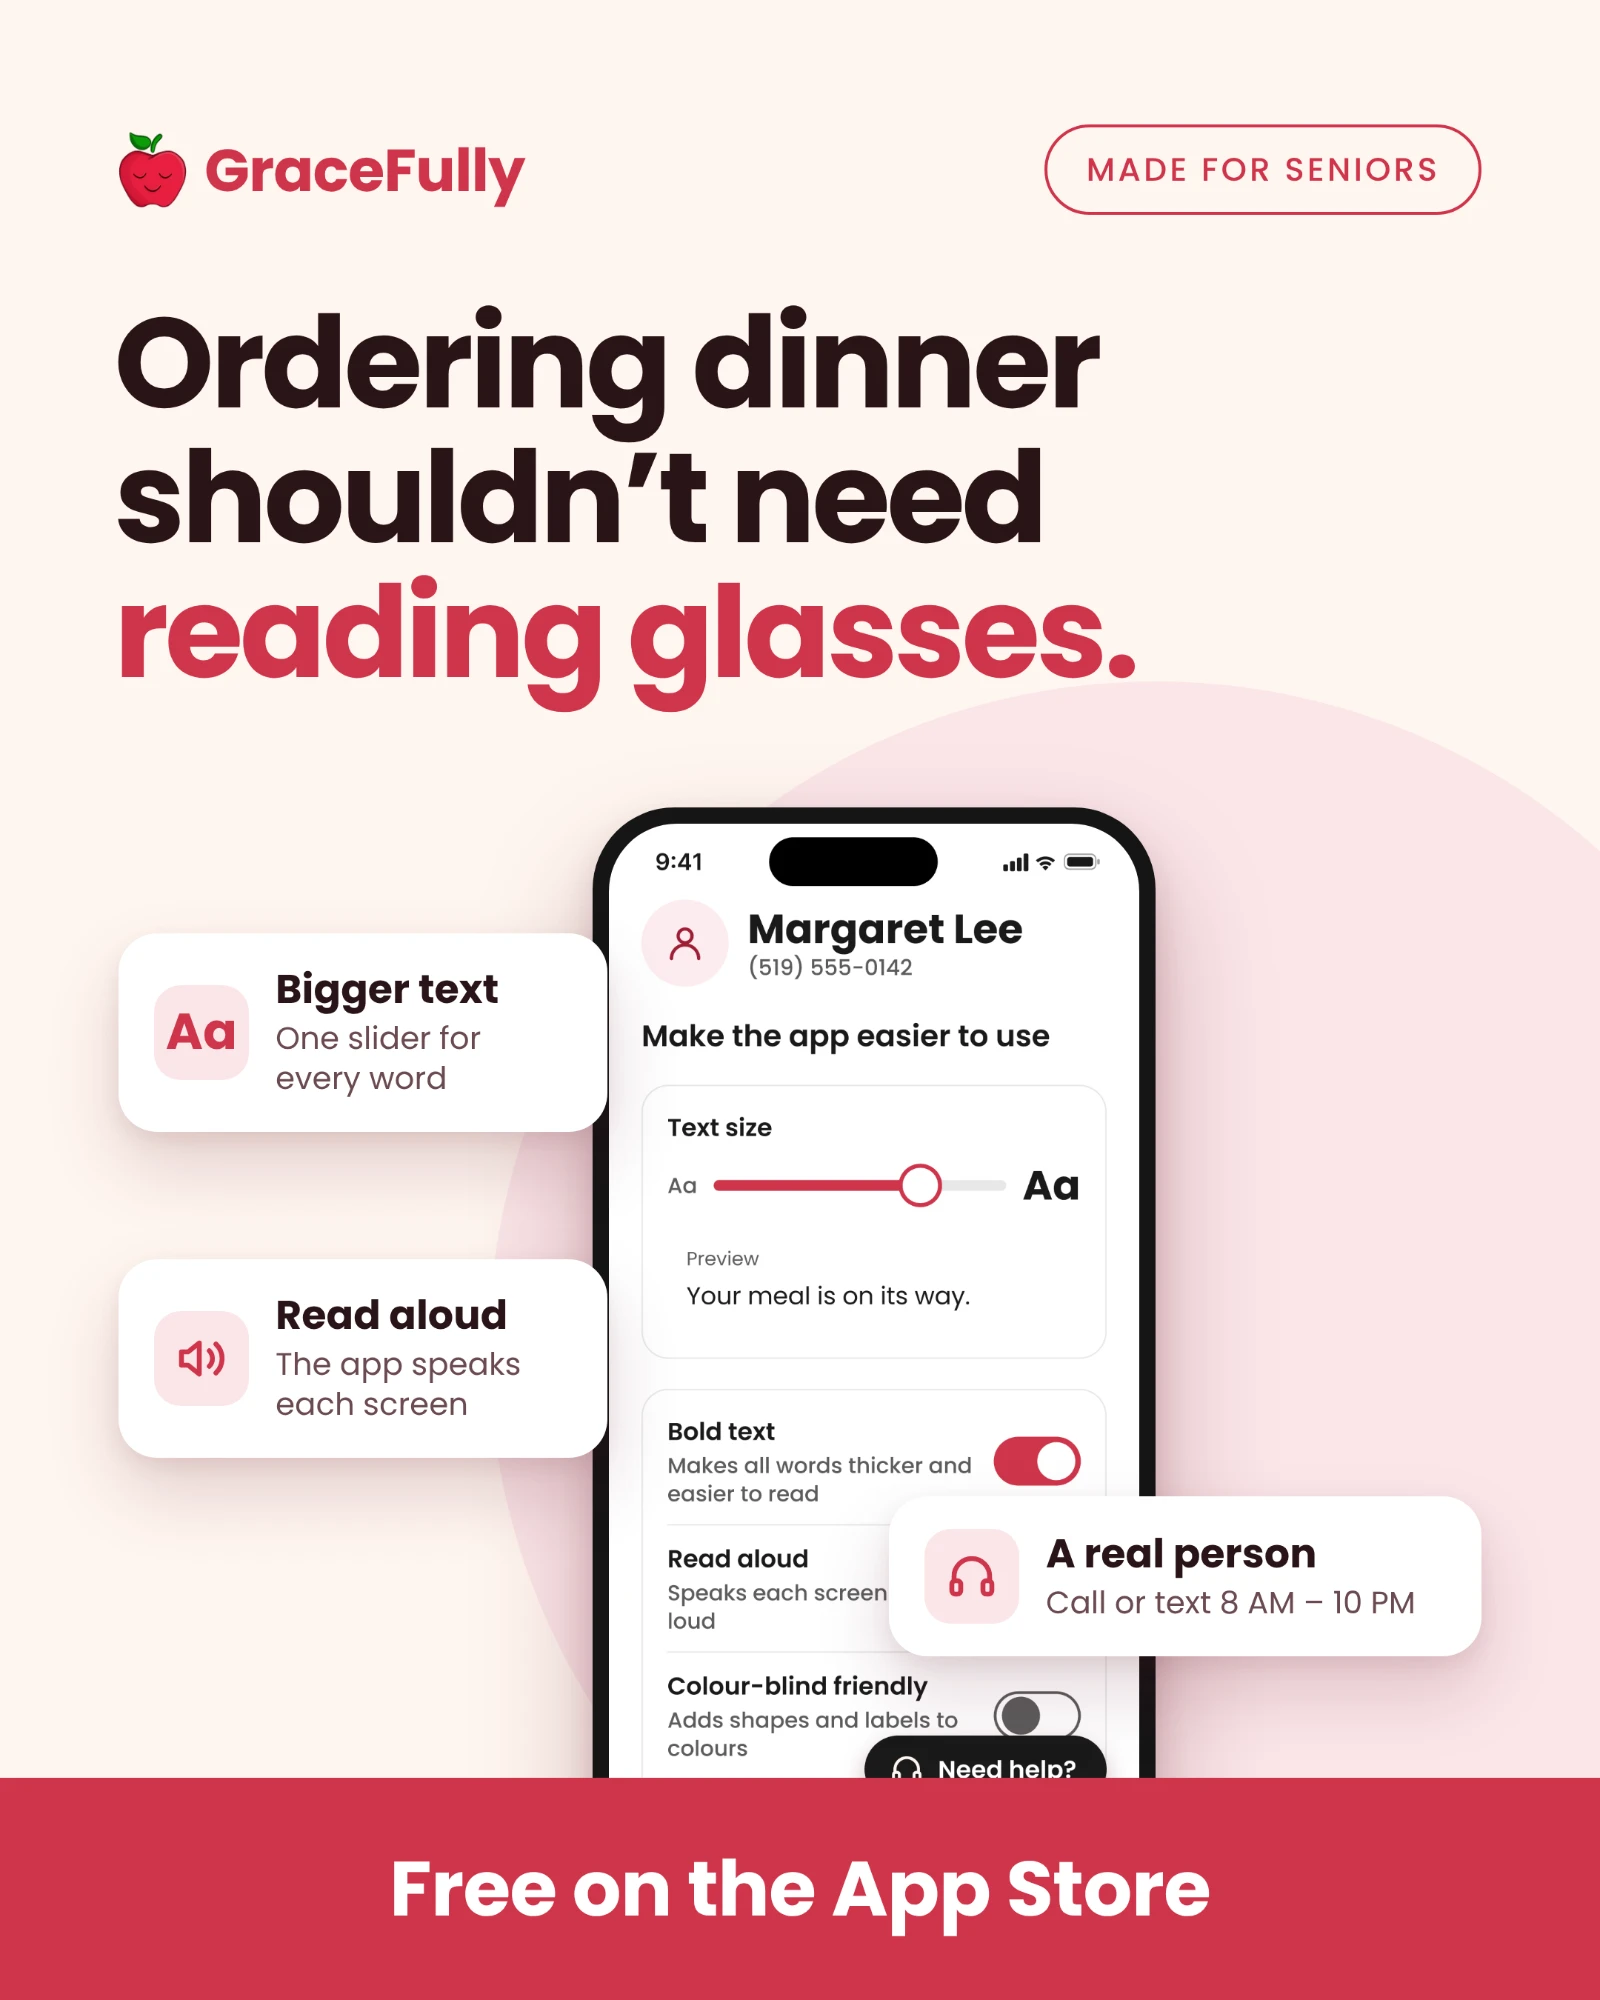 GraceFully
MADE FOR SENIORS
Ordering dinner
shouldn’t need
reading glasses.
9:41
Margaret Lee
(519) 555-0142
Make the app easier to use
Aa
Bigger text
One slider for
every word
Text size
Aa
Aa
Preview
Your meal is on its way.
Read aloud
The app speaks
each screen
Bold text
Makes all words thicker and
easier to read
Read aloud
Speaks each screen
loud
A real person
Call or text 8 AM – 10 PM
Colour-blind friendly
Adds shapes and labels to
colours
Need help?
Free on the App Store